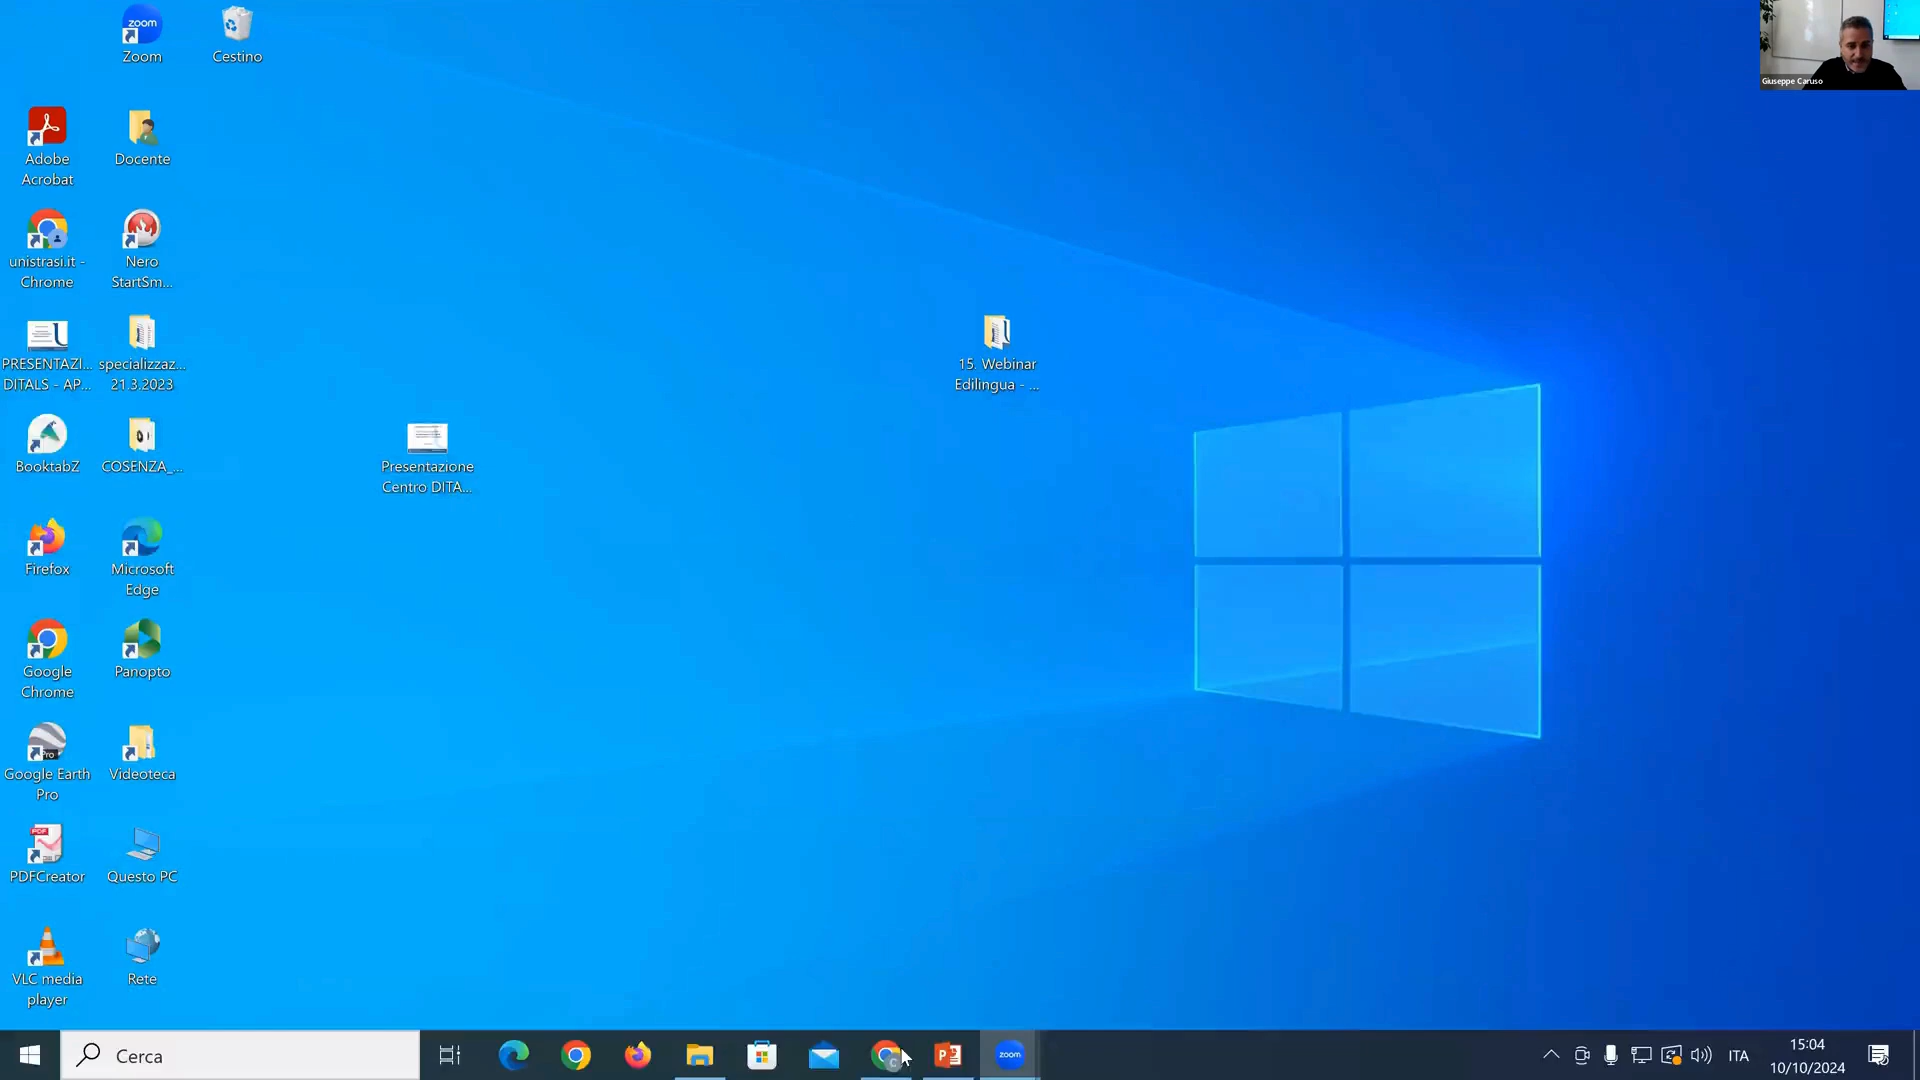 zoom
Zoom
Cestino
Giuseppe Caruso
Adobe
Acrobat
Docente
unistrasi.it -
Chrome
Nero
StartSm...
PRESENTAZI...
DITALS - AP...
specializzaz...
21.3.2023
15. Webinar
Edilingua - ...
BooktabZ
COSENZA_...
Presentazione
Centro DITA...
Firefox
Microsoft
Edge
Google
Chrome
Panopto
Pro
Google Earth
Pro
Videoteca
PDF
PDFCreator
Questo PC
VLC media
player
Rete
Cerca
C
P
zoom
ITA
15:04
10/10/2024